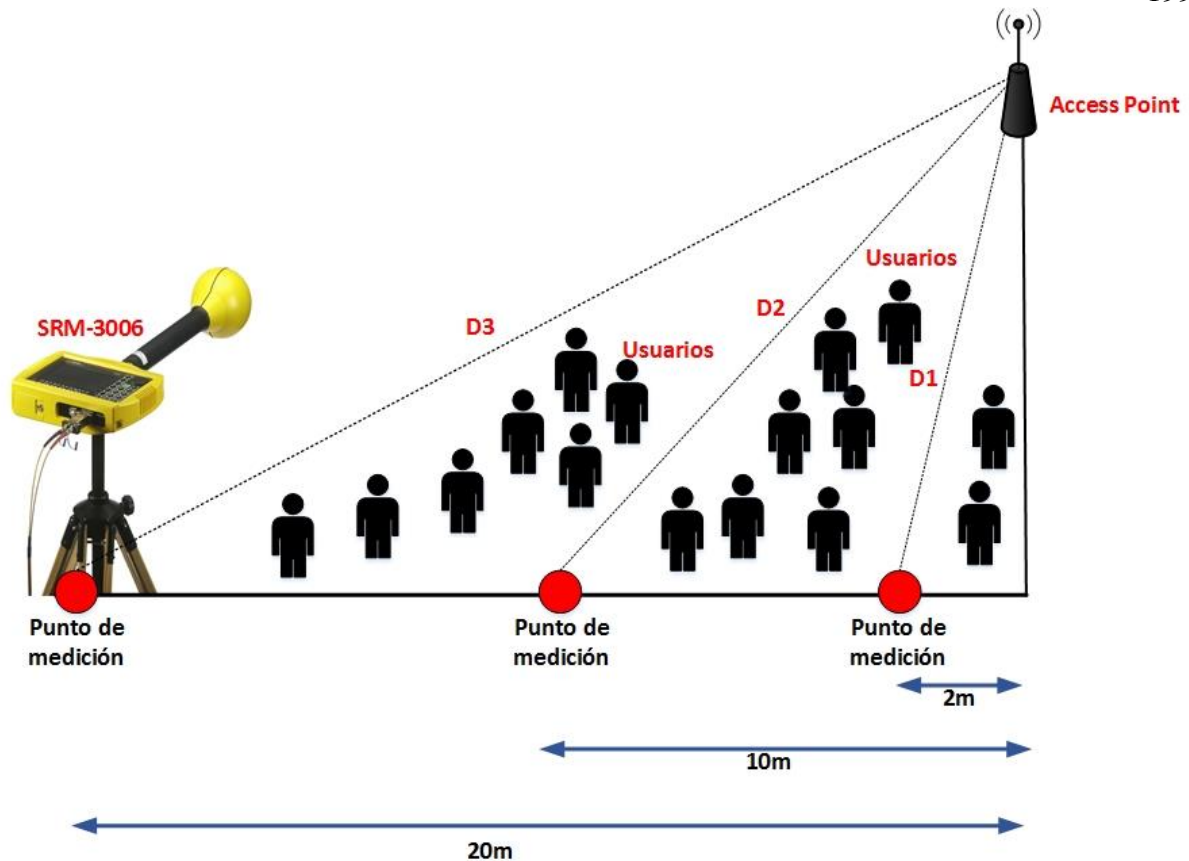 Access Point
Usuarios
SRM-3006
D3
D2
Usuarios
D1
Punto de
medición
Punto de
medición
Punto de
medición
2m
10m
20m